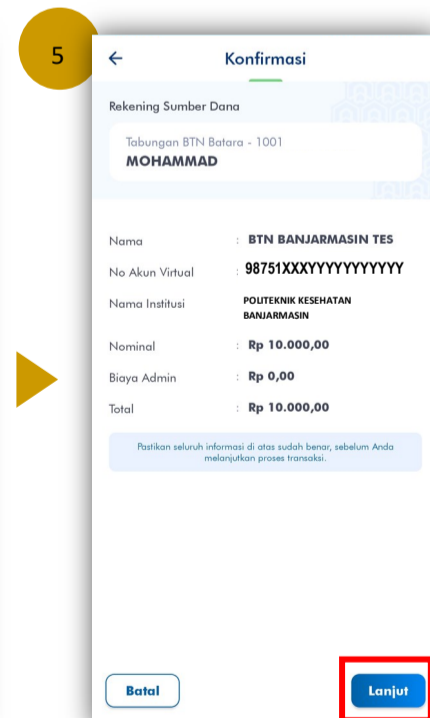 5
Konfirmasi
Rekening Sumber Dana
Tabungan BTN Batara - 1001
MOHAMMAD
Nama : BTN BANJARMASIN TES
No Akun Virtual : 98751XXXYYYYYYYYYYY
Nama Institusi POLITEKNIK KESEHATAN
BANJARMASIN
Nominal : Rp 10.000,00
Biaya Admin : Rp 0,00
Total : Rp 10.000,00
Pastikan seluruh informasi di atas sudah benar, sebelum Anda
melanjutkan proses transaksi.
Batal Lanjut